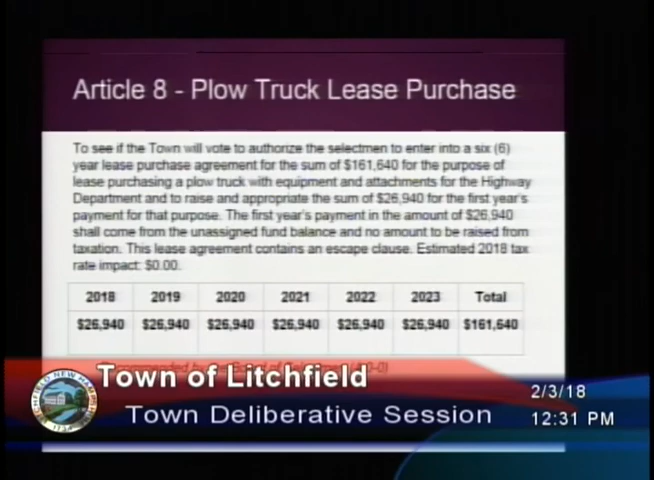 Article 8 - Plow Truck Lease Purchase
To see if the Town will vote to authorize the selectmen to enter into a six (6)
year lease purchase agreement for the sum of $161,640 for the purpose of
lease purchasing a plow truck with equipment and attachments for the Highway
Department and to raise and appropriate the sum of $26,940 for the first year's
payment for that purpose. The first year's payment in the amount of $26,940
shall come from the unassigned fund balance and no amount to be raised from
taxation. This lease agreement contains an escape clause. Estimated 2018 tax
rate impact: $0.00.
2018 2019 2020 2021 2022 2023 Total
$26,940 $26,940 $26,940 $26,940 $26,940 $26,940 $161,640
Town of Litchfield
Town Deliberative Session
2/3/18
12:31 PM
LITCHFIELD NEW HAMPSHIRE
1734